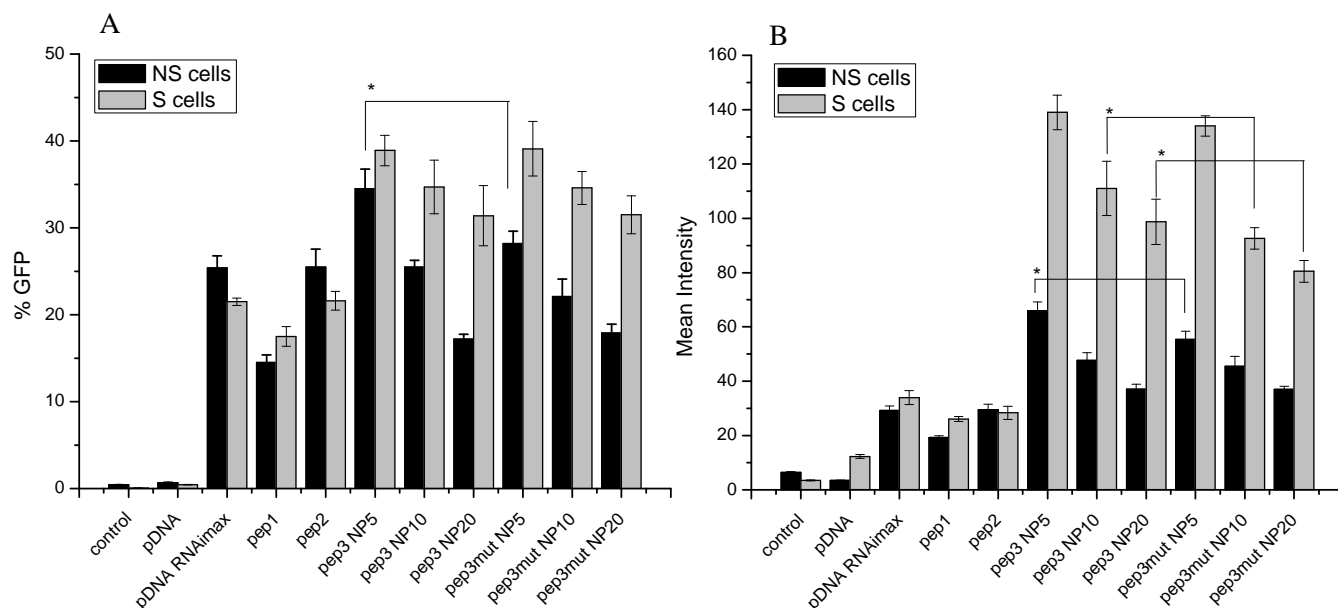 A
% GFP
50
40
30
20
10
0
NS cells
S cells
*
control
pDNA
pDNA RNAimax
pep1
pep2
pep3 NP5
pep3 NP10
pep3 NP20
pep3mut NP5
pep3mut NP10
pep3mut NP20
B
Mean Intensity
160
140
120
100
80
60
40
20
0
NS cells
S cells
*
*
*
control
pDNA
pDNA RNAimax
pep1
pep2
pep3 NP5
pep3 NP10
pep3 NP20
pep3mut NP5
pep3mut NP10
pep3mut NP20